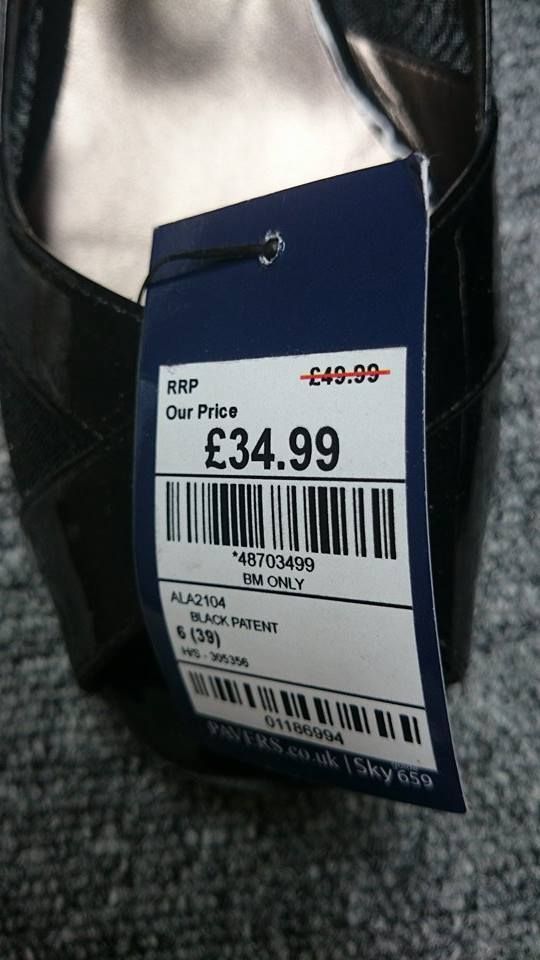 RRP £49.99
Our Price
£34.99
*48703499
BM ONLY
ALA2104
BLACK PATENT
6 (39)
H/S - 305356
01186994
PAVERS.co.uk | Sky 659